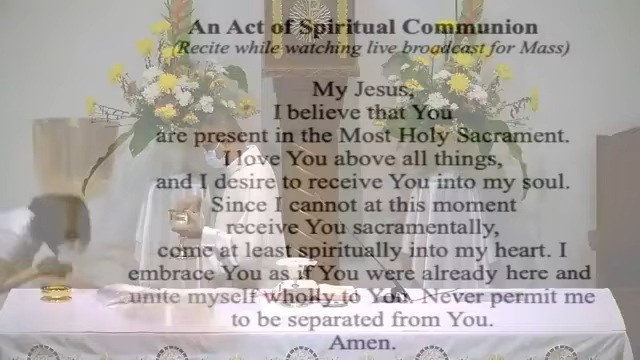 An Act of Spiritual Communion
(Recite while watching live broadcast for Mass)
My Jesus,
I believe that You
are present in the Most Holy Sacrament.
I love You above all things,
and I desire to receive You into my soul.
Since I cannot at this moment
receive You sacramentally,
come at least spiritually into my heart. I
embrace You as if You were already here and
unite myself wholly to You. Never permit me
to be separated from You.
Amen.